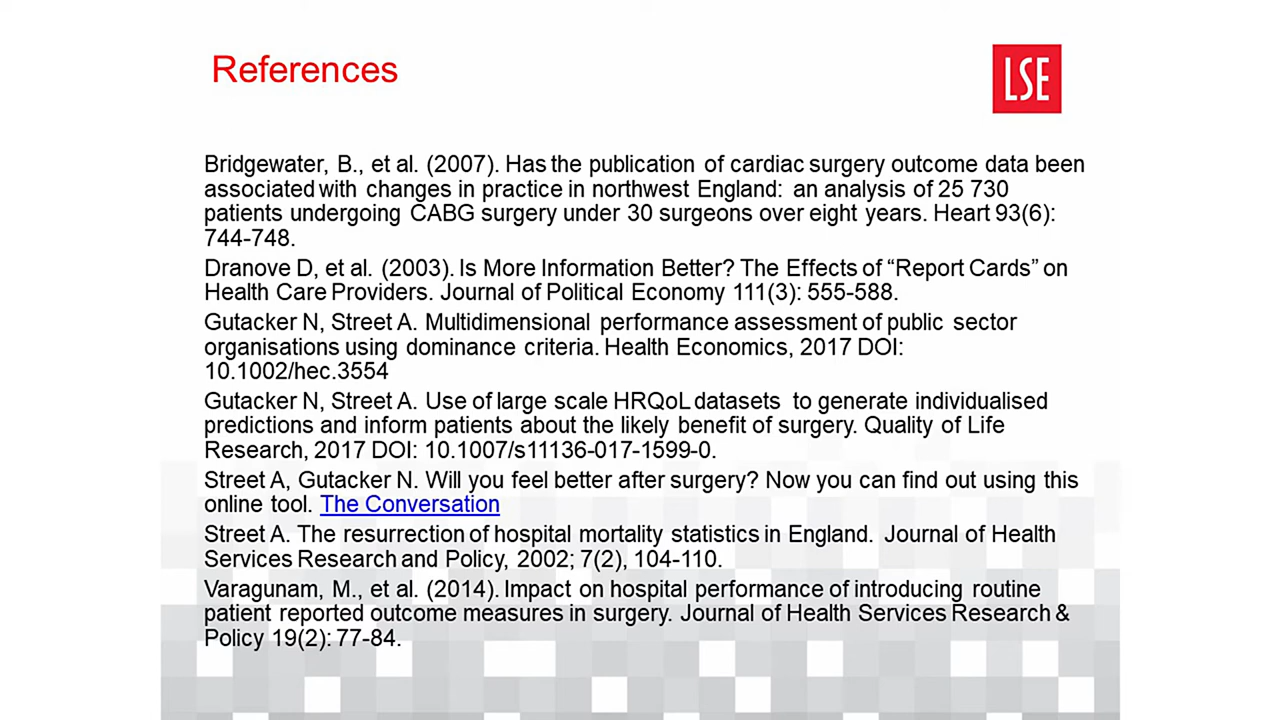 References
LSE
Bridgewater, B., et al. (2007). Has the publication of cardiac surgery outcome data been
associated with changes in practice in northwest England: an analysis of 25 730
patients undergoing CABG surgery under 30 surgeons over eight years. Heart 93(6):
744-748.
Dranove D, et al. (2003). Is More Information Better? The Effects of “Report Cards” on
Health Care Providers. Journal of Political Economy 111(3): 555-588.
Gutacker N, Street A. Multidimensional performance assessment of public sector
organisations using dominance criteria. Health Economics, 2017 DOI:
10.1002/hec.3554
Gutacker N, Street A. Use of large scale HRQoL datasets to generate individualised
predictions and inform patients about the likely benefit of surgery. Quality of Life
Research, 2017 DOI: 10.1007/s11136-017-1599-0.
Street A, Gutacker N. Will you feel better after surgery? Now you can find out using this
online tool. The Conversation
Street A. The resurrection of hospital mortality statistics in England. Journal of Health
Services Research and Policy, 2002; 7(2), 104-110.
Varagunam, M., et al. (2014). Impact on hospital performance of introducing routine
patient reported outcome measures in surgery. Journal of Health Services Research &
Policy 19(2): 77-84.